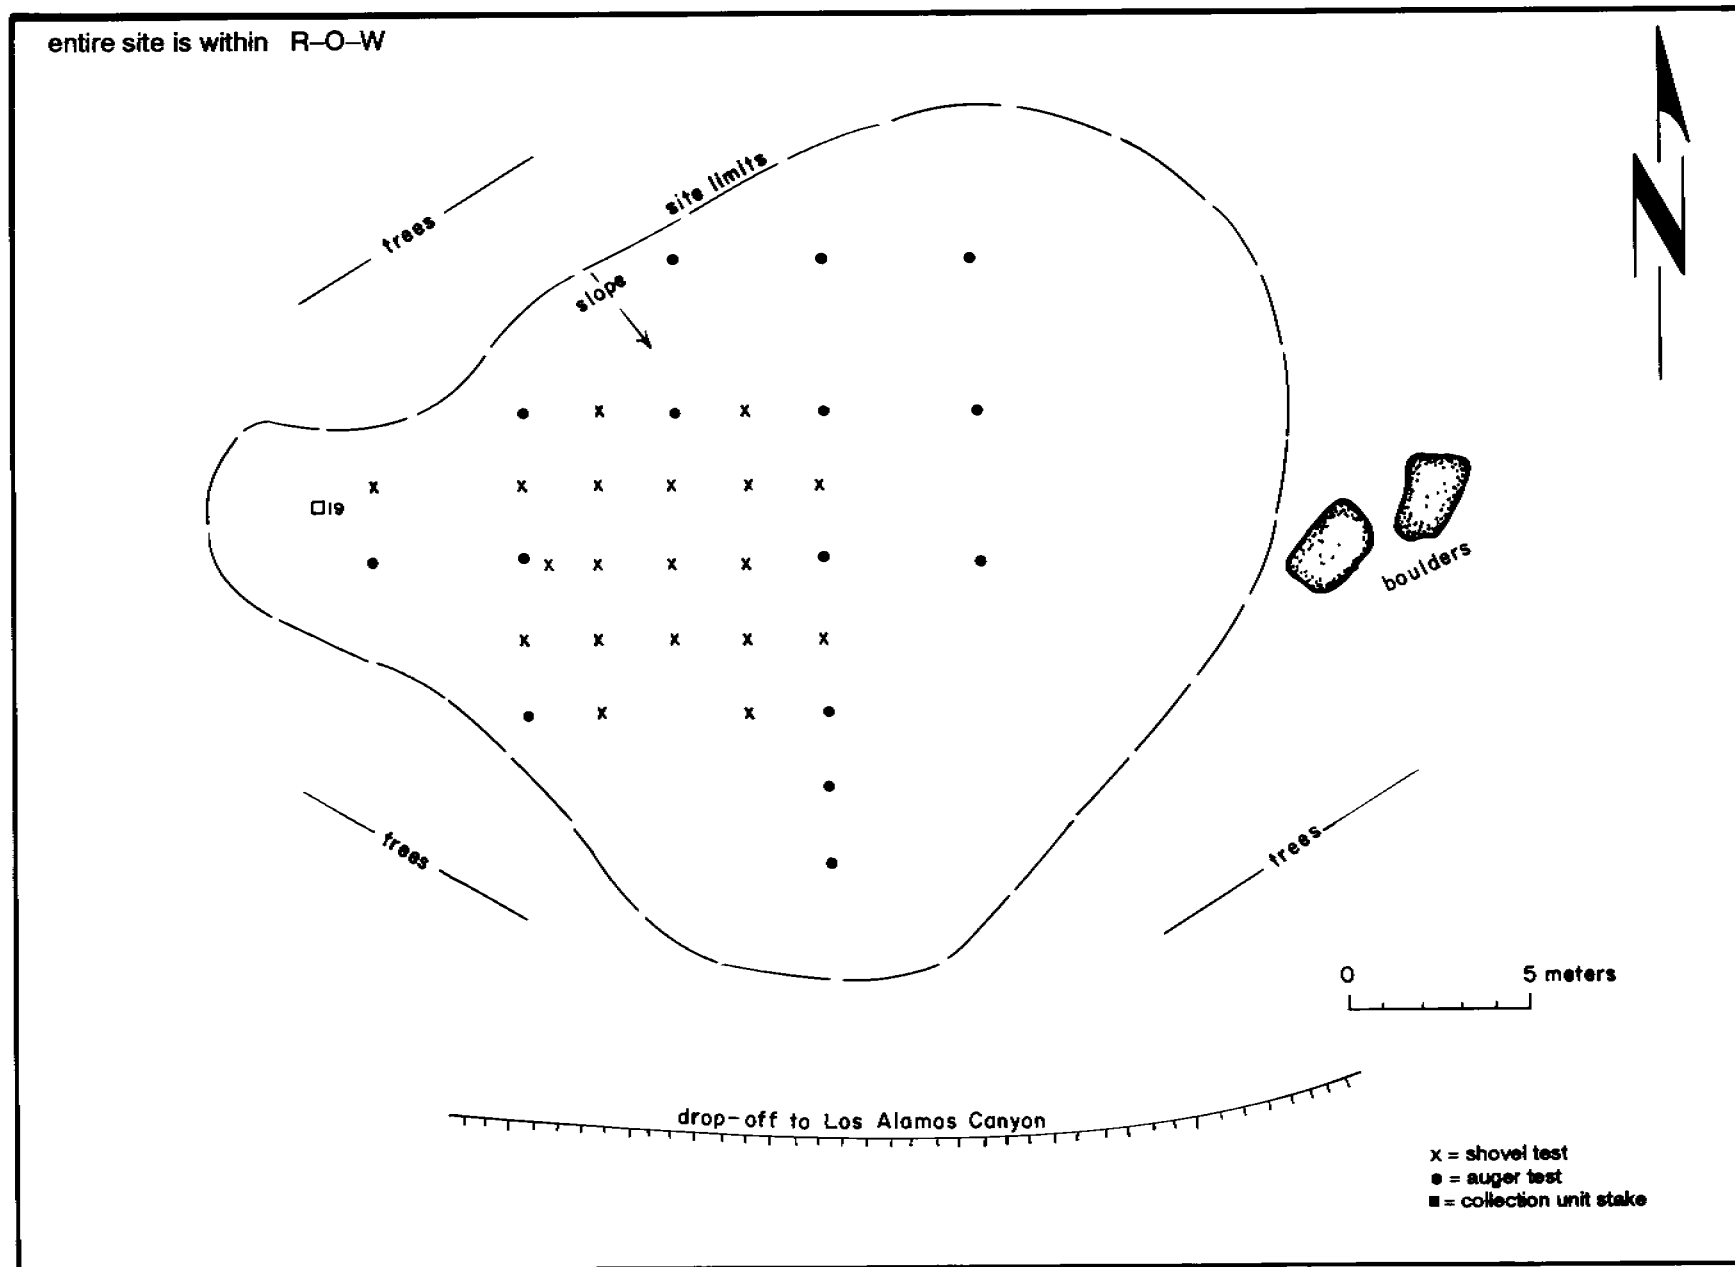 entire site is within R–O–W
N
site limits
trees
slope
19
boulders
trees
trees
0 5 meters
drop-off to Los Alamos Canyon
x = shovel test
● = auger test
■ = collection unit stake